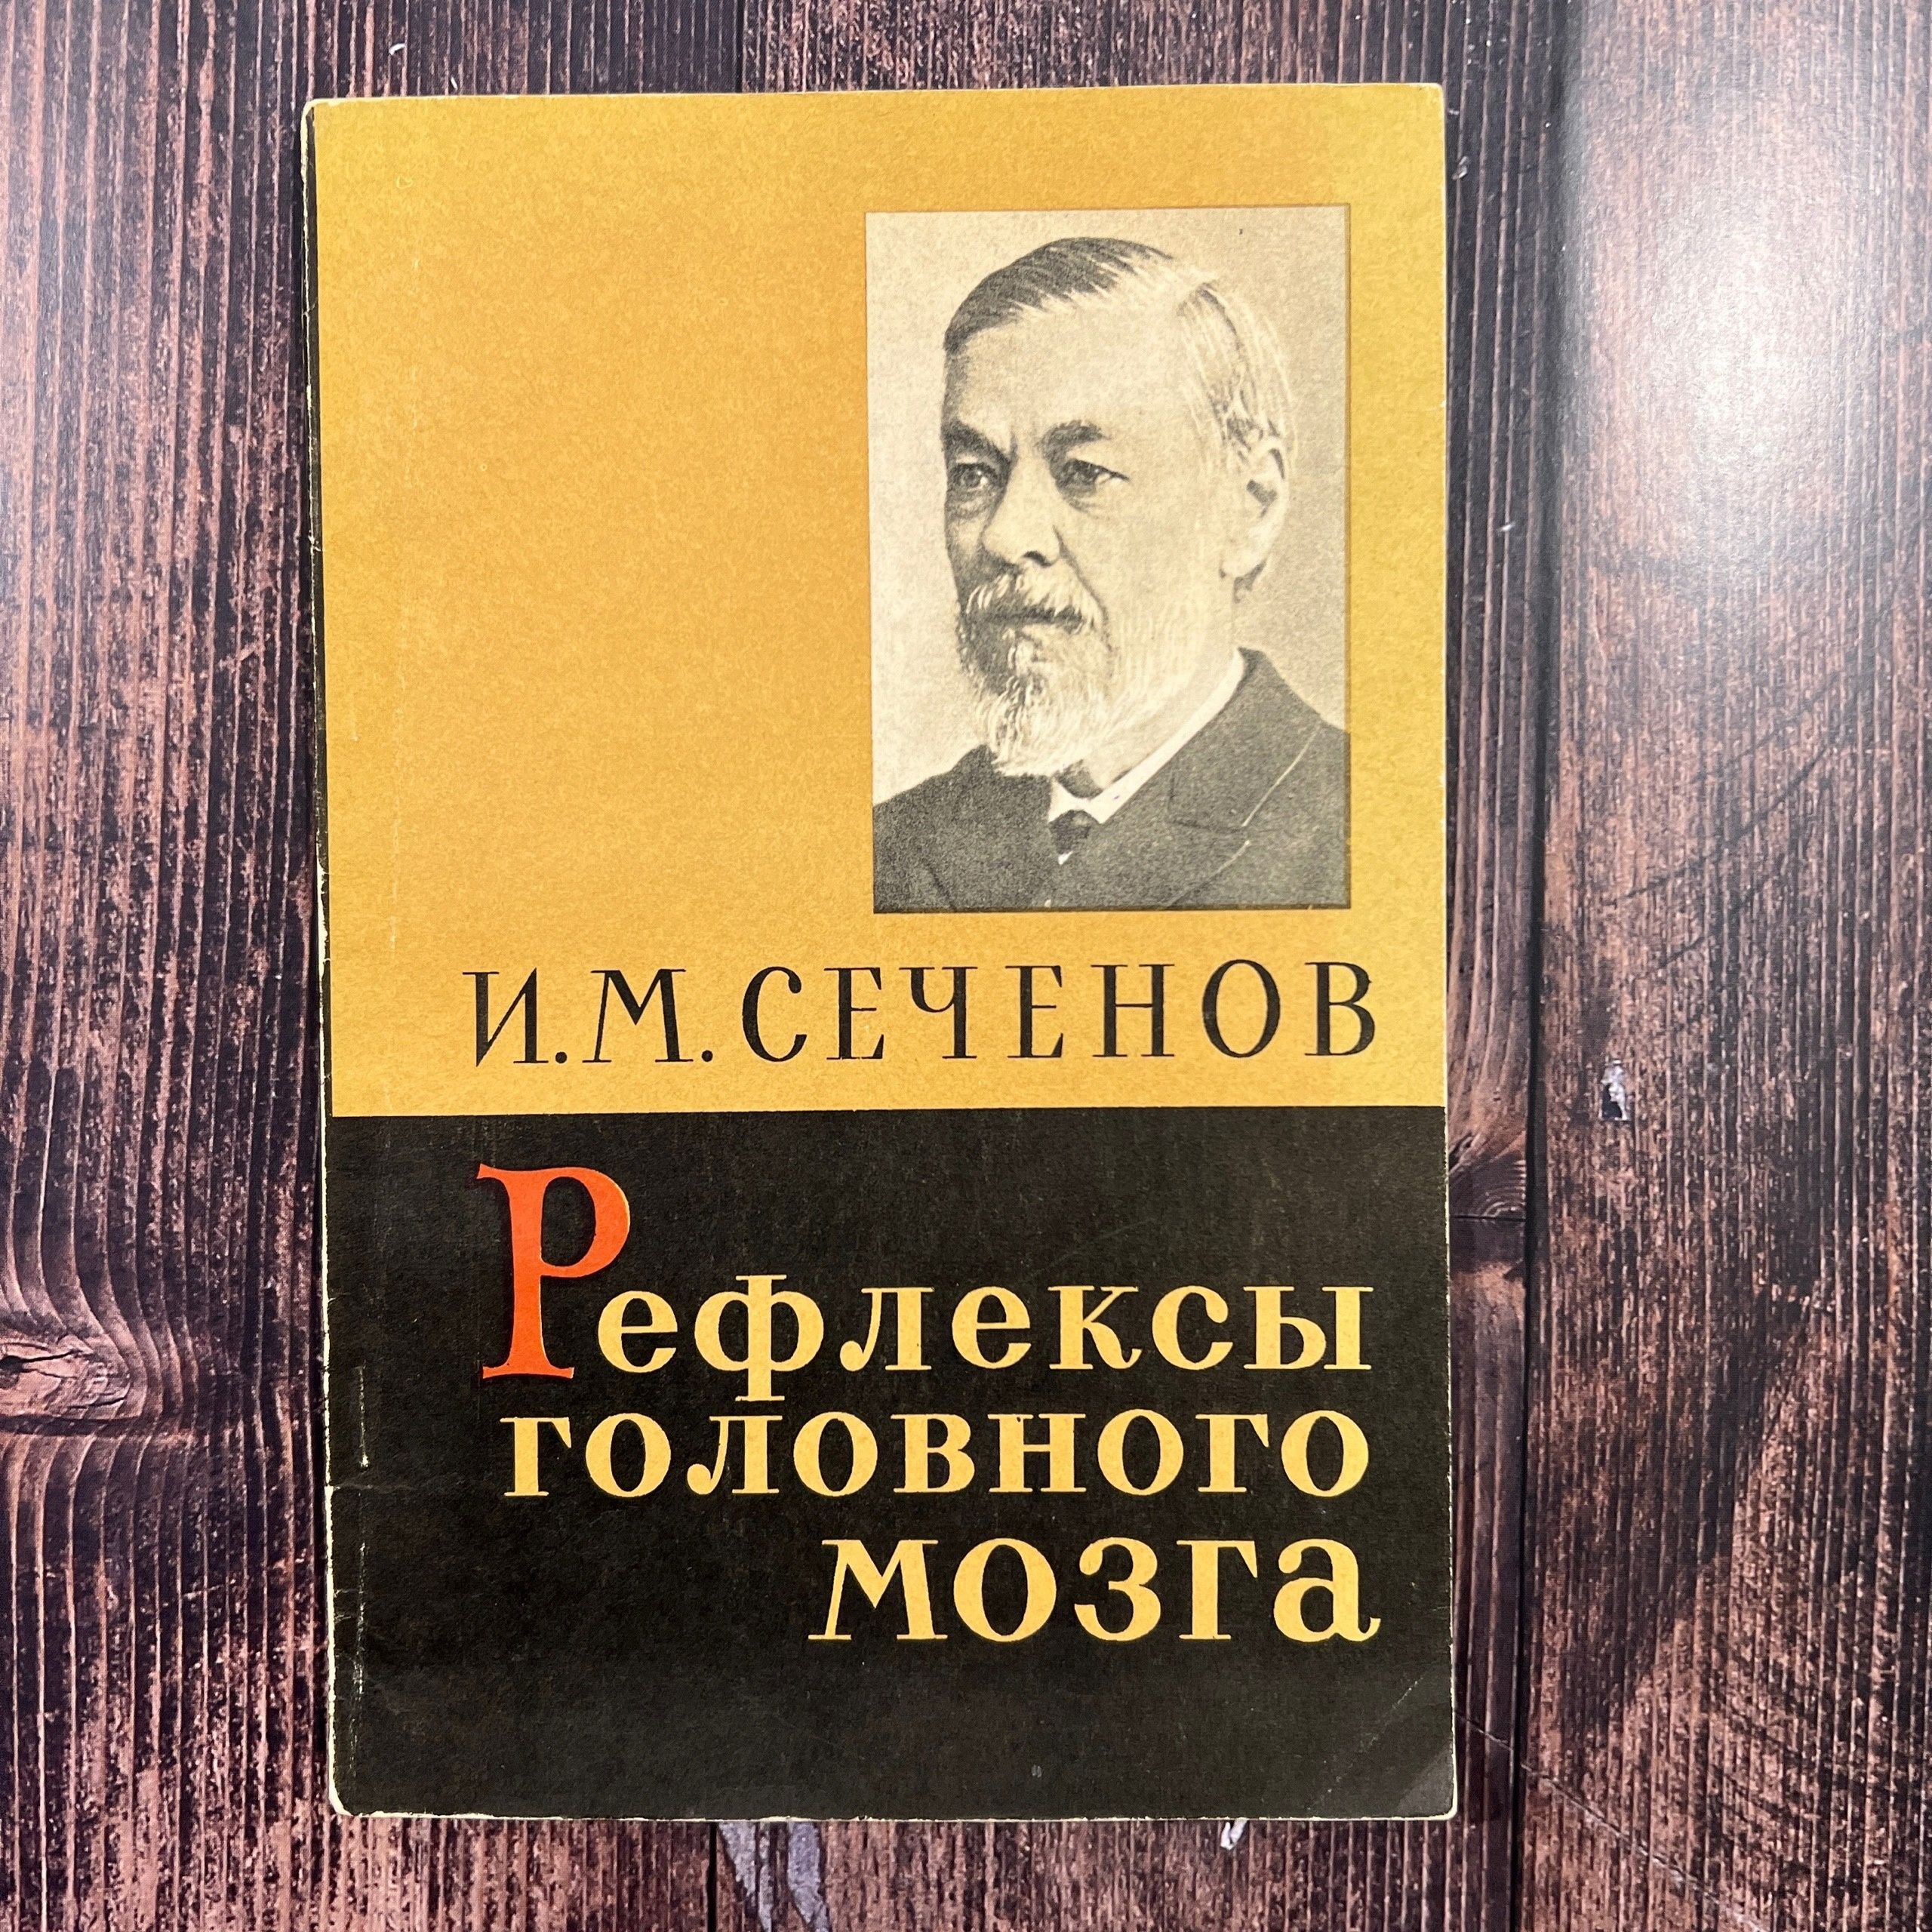 И.М.СЕЧЕНОВ
Рефлексы
головного
мозга